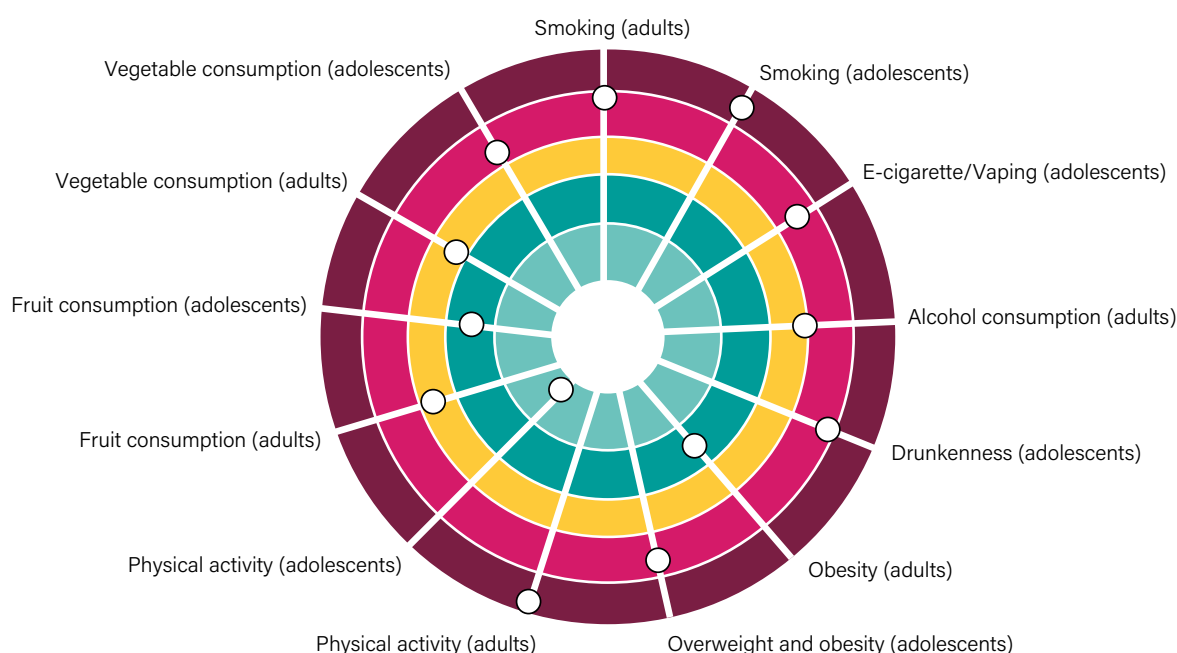 Smoking (adults)
Vegetable consumption (adolescents)
Smoking (adolescents)
E-cigarette/Vaping (adolescents)
Vegetable consumption (adults)
Fruit consumption (adolescents)
Alcohol consumption (adults)
Fruit consumption (adults)
Drunkenness (adolescents)
Physical activity (adolescents)
Obesity (adults)
Physical activity (adults)
Overweight and obesity (adolescents)